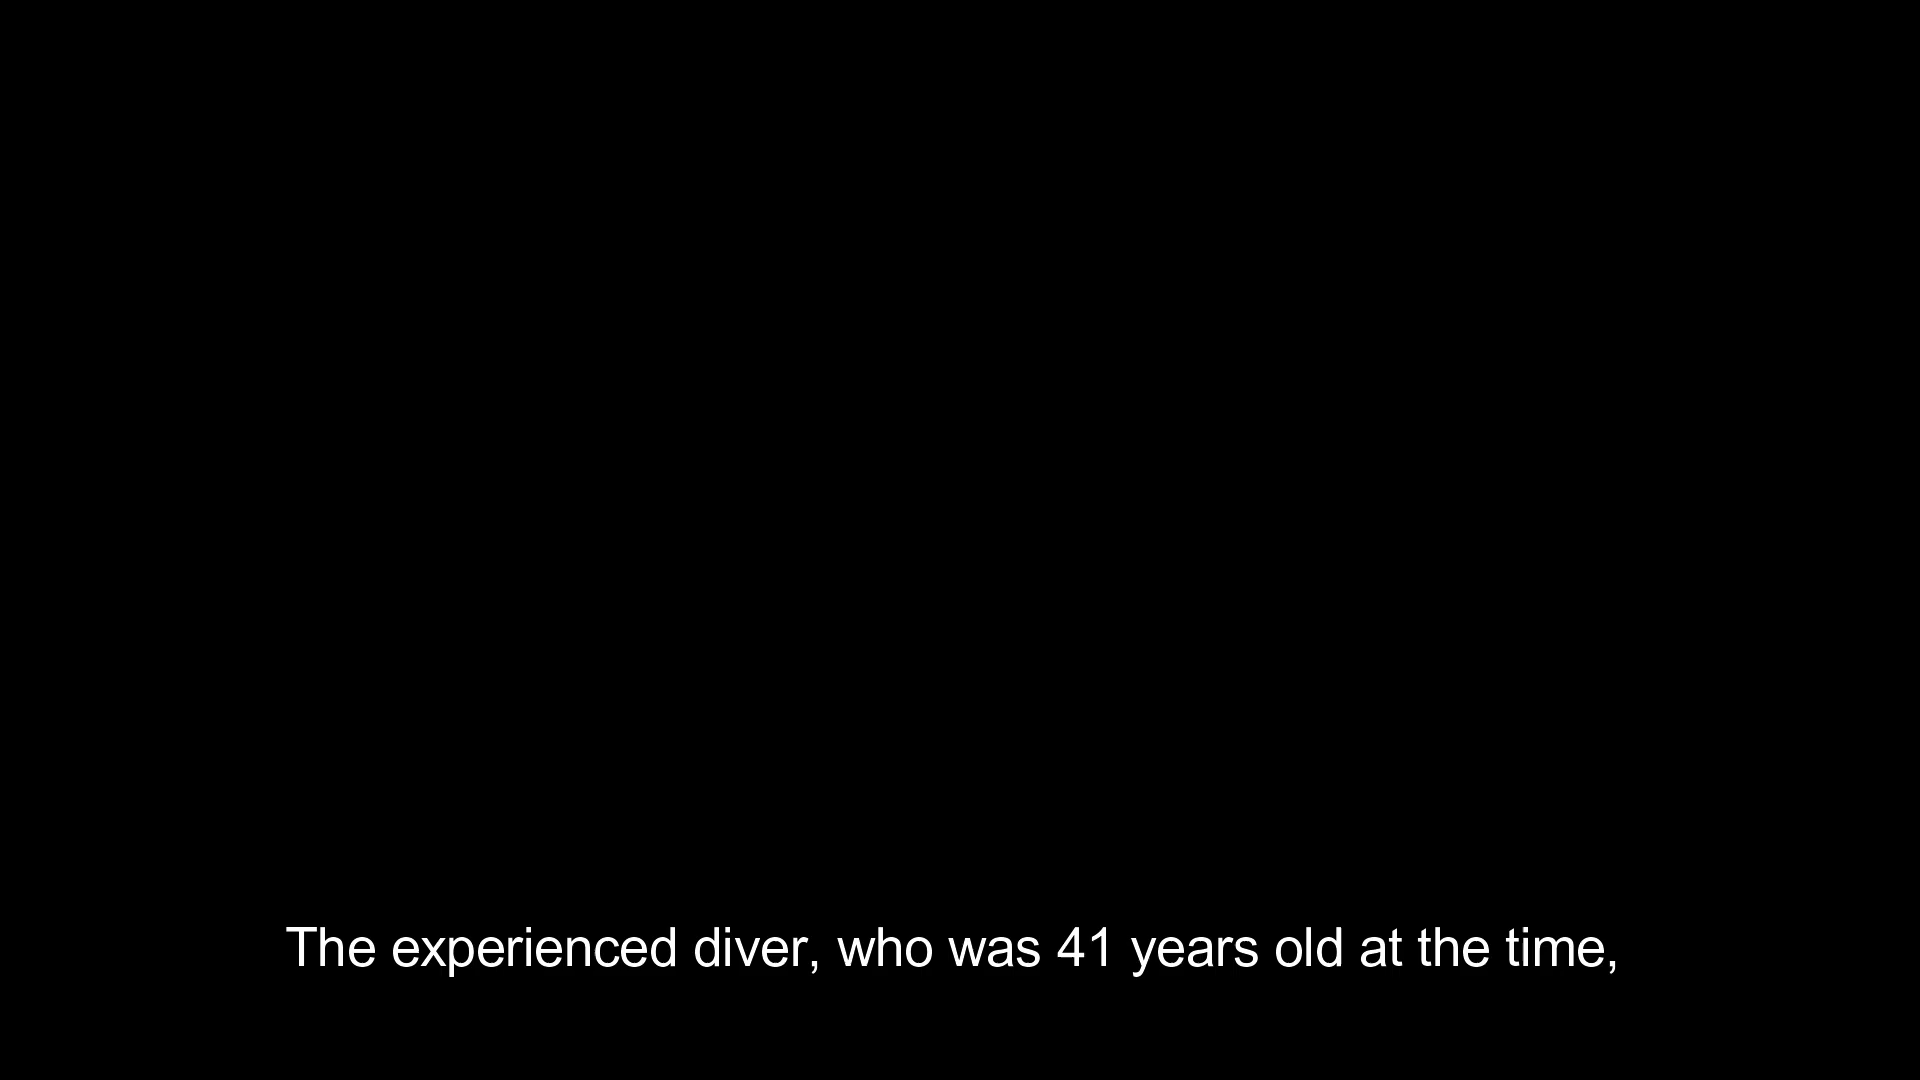 The experienced diver, who was 41 years old at the time,